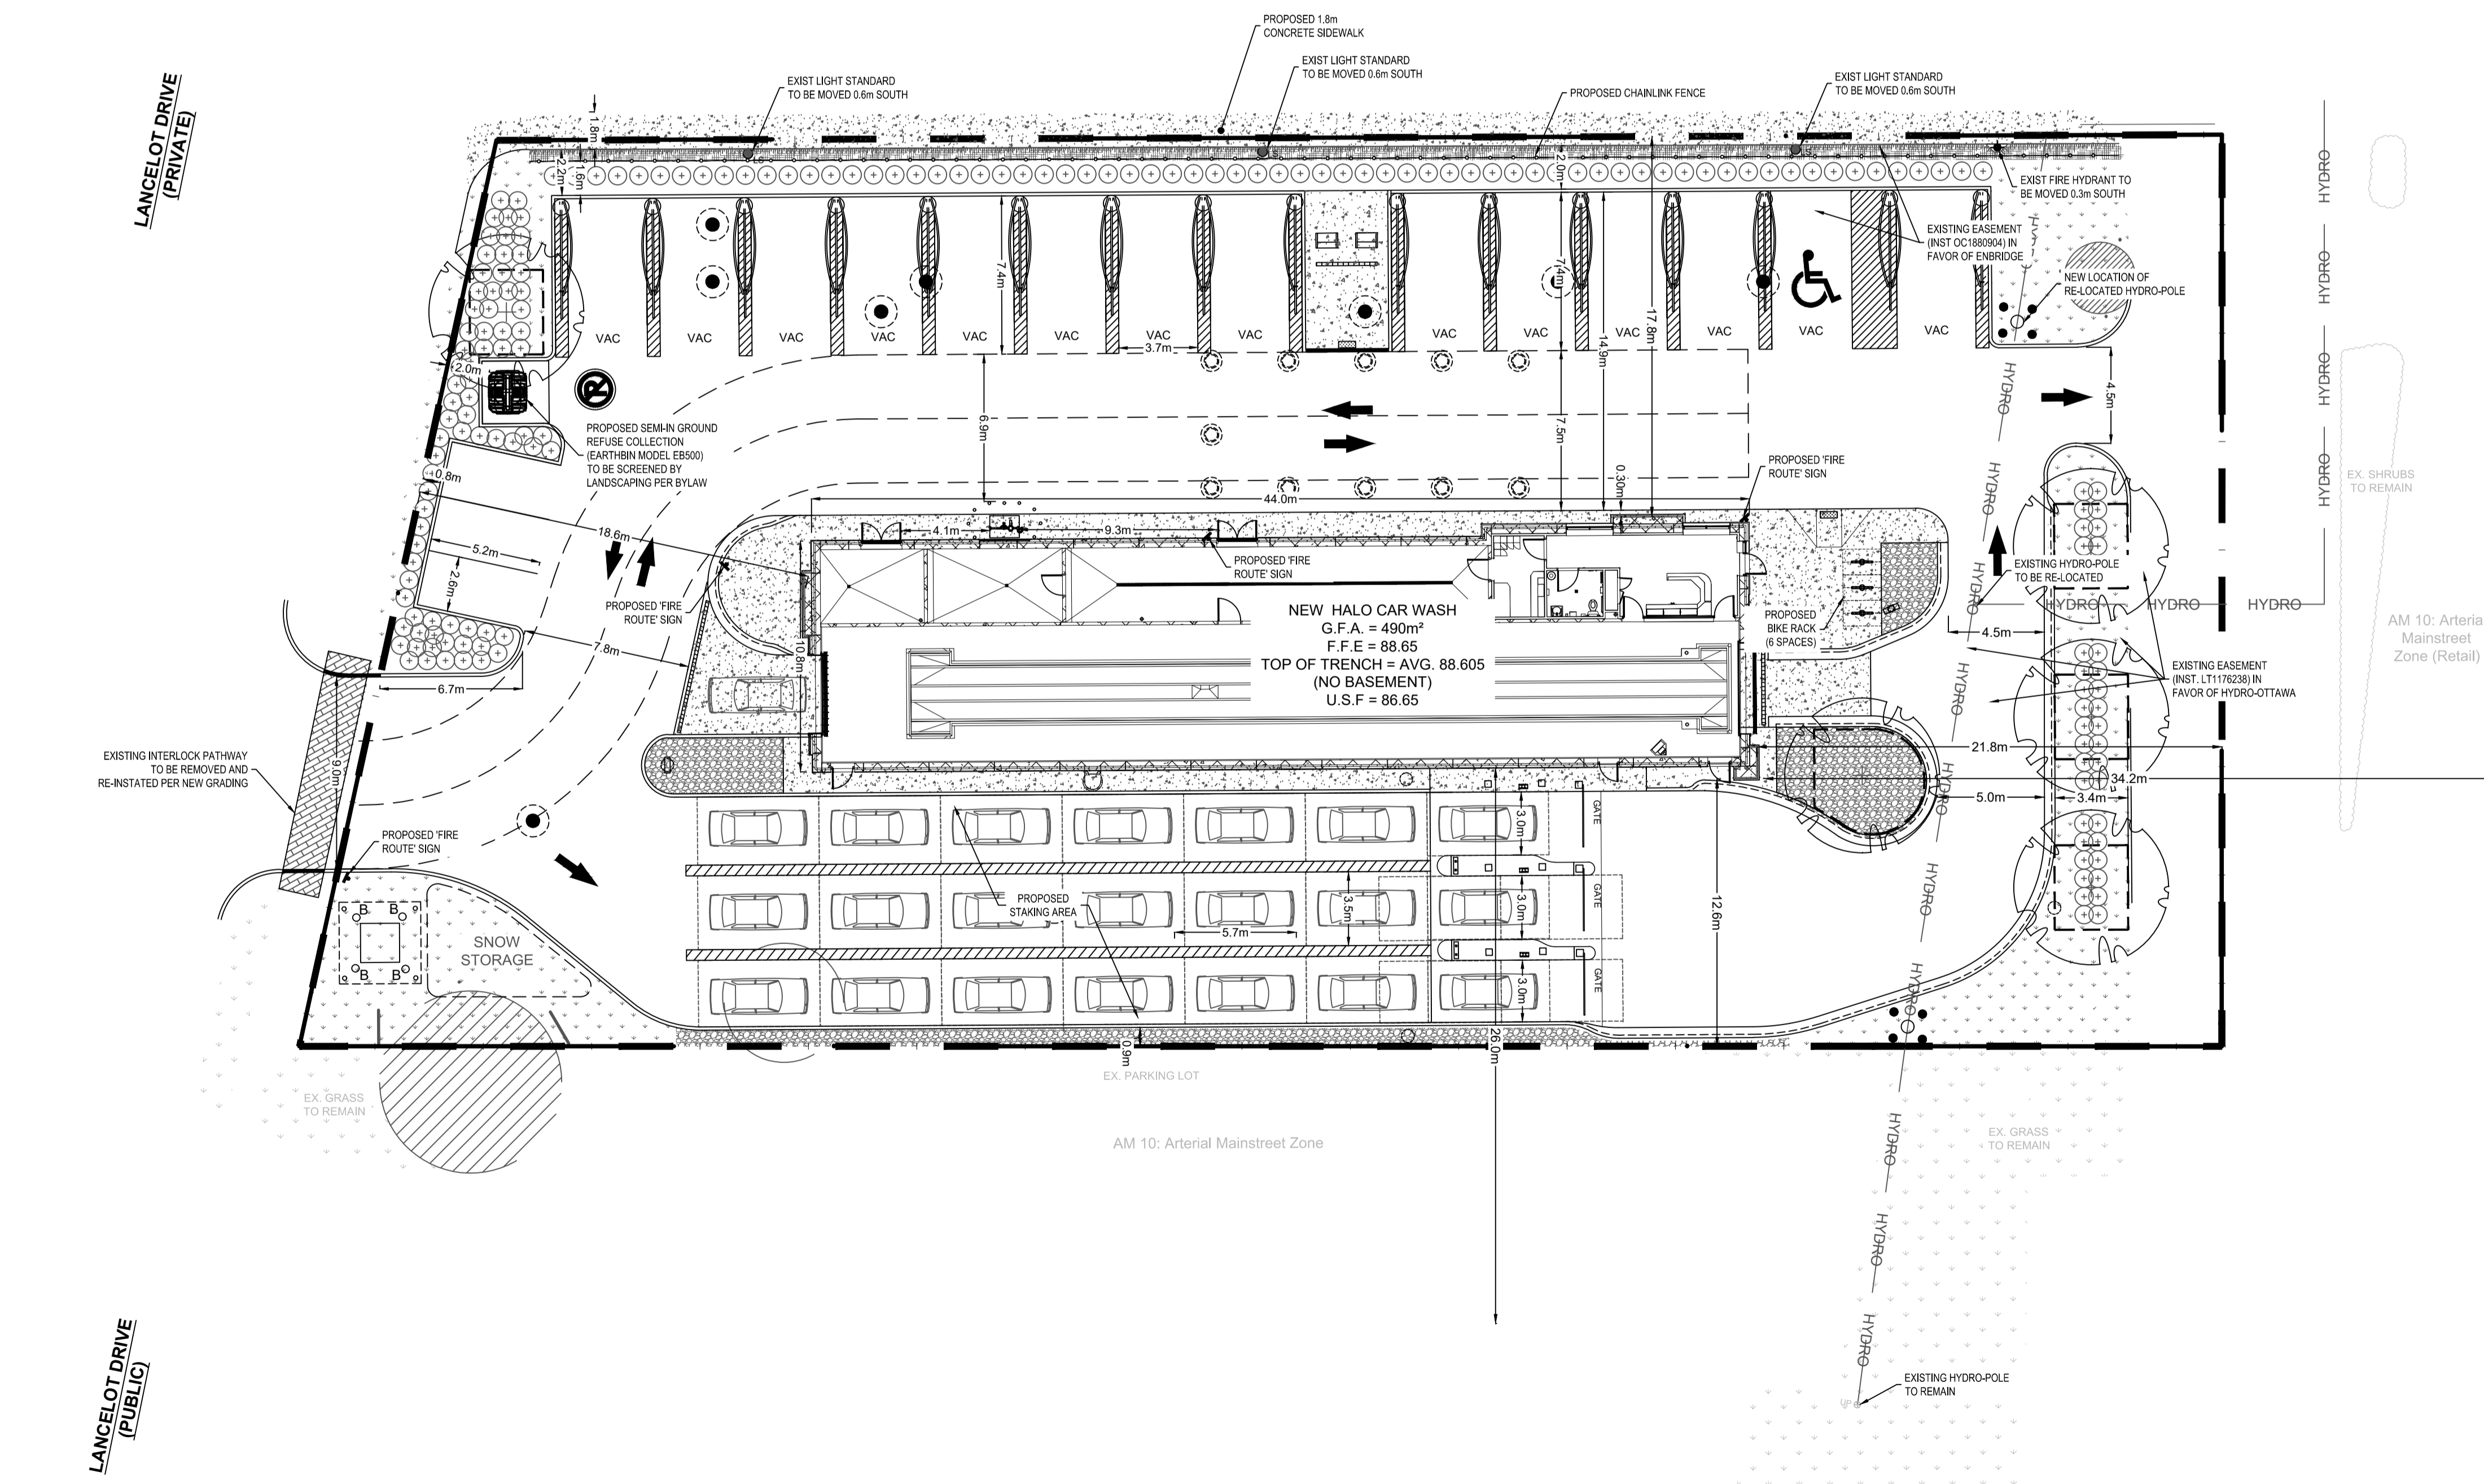 PROPOSED 1.8m
CONCRETE SIDEWALK
EXIST LIGHT STANDARD
TO BE MOVED 0.6m SOUTH
EXIST LIGHT STANDARD
TO BE MOVED 0.6m SOUTH
EXIST LIGHT STANDARD
TO BE MOVED 0.6m SOUTH
PROPOSED CHAINLINK FENCE
LANCELOT DRIVE
(PRIVATE)
1.8m
2.2m
1.6m
2.0m
EXIST FIRE HYDRANT TO
BE MOVED 0.3m SOUTH
EXISTING EASEMENT
(INST OC1880904) IN
FAVOR OF ENBRIDGE
NEW LOCATION OF
RE-LOCATED HYDRO-POLE
HYDRO
HYDRO
HYDRO
HYDRO
HYDRO
7.4m
7.4m
14.9m
17.8m
VAC
VAC
VAC
VAC
VAC
VAC
VAC
VAC
VAC
VAC
VAC
VAC
VAC
VAC
3.7m
2.0m
R
6.9m
7.5m
4.5m
HYDRO
PROPOSED SEMI-IN GROUND
REFUSE COLLECTION
(EARTHBIN MODEL EB500)
TO BE SCREENED BY
LANDSCAPING PER BYLAW
0.8m
0.30m
44.0m
PROPOSED 'FIRE
ROUTE' SIGN
HYDRO
EX. SHRUBS
TO REMAIN
18.6m
4.1m
9.3m
5.2m
2.6m
PROPOSED 'FIRE
ROUTE' SIGN
PROPOSED 'FIRE
ROUTE' SIGN
EXISTING HYDRO-POLE
TO BE RE-LOCATED
HYDRO
HYDRO
HYDRO
HYDRO
NEW HALO CAR WASH
G.F.A. = 490m²
F.F.E = 88.65
TOP OF TRENCH = AVG. 88.605
(NO BASEMENT)
U.S.F = 86.65
PROPOSED
BIKE RACK
(6 SPACES)
4.5m
AM 10: Arteria
Mainstreet
Zone (Retail)
10.8m
7.8m
6.7m
HYDRO
EXISTING EASEMENT
(INST. LT1176238) IN
FAVOR OF HYDRO-OTTAWA
EXISTING INTERLOCK PATHWAY
TO BE REMOVED AND
RE-INSTATED PER NEW GRADING
9.0m
21.8m
34.2m
HYDRO
5.0m
3.4m
PROPOSED 'FIRE
ROUTE' SIGN
3.0m
GATE
3.0m
GATE
3.0m
GATE
12.6m
HYDRO
PROPOSED
STAKING AREA
3.5m
5.7m
B B
B B
SNOW
STORAGE
HYDRO
0.9m
26.0m
EX. PARKING LOT
EX. GRASS
TO REMAIN
AM 10: Arterial Mainstreet Zone
HYDRO
EX. GRASS
TO REMAIN
HYDRO
HYDRO
LANCELOT DRIVE
(PUBLIC)
EXISTING HYDRO-POLE
TO REMAIN
UP